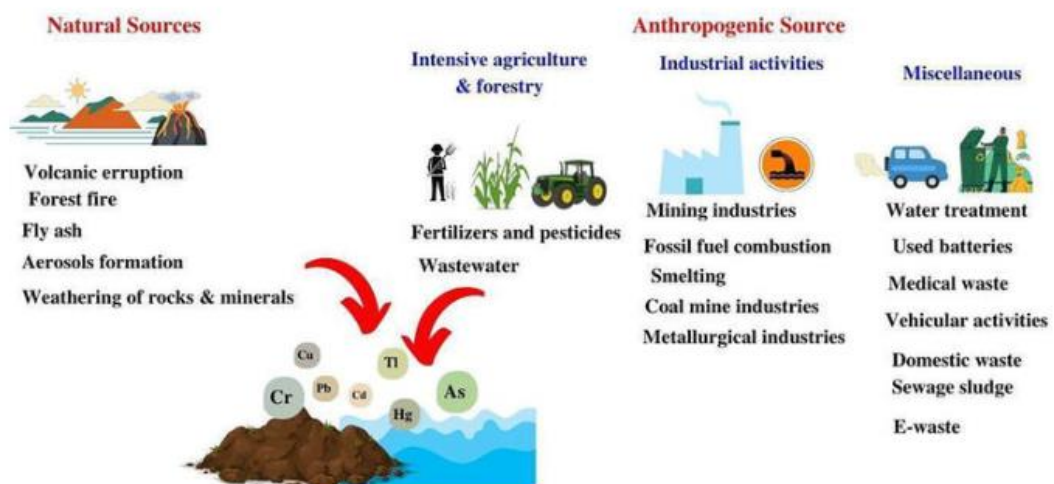 Natural Sources
Volcanic erruption
Forest fire
Fly ash
Aerosols formation
Weathering of rocks & minerals
Anthropogenic Source
Intensive agriculture
& forestry
Fertilizers and pesticides
Wastewater
Industrial activities
Mining industries
Fossil fuel combustion
Smelting
Coal mine industries
Metallurgical industries
Miscellaneous
Water treatment
Used batteries
Medical waste
Vehicular activities
Domestic waste
Sewage sludge
E-waste
Cu
Tl
Cr
Pb
Cd
Hg
As